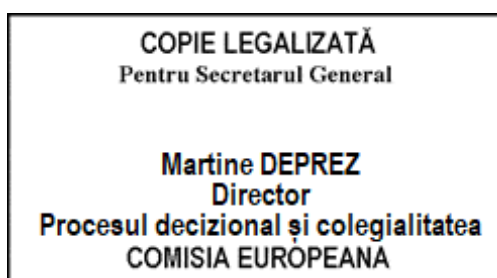 COPIE LEGALIZATĂ
Pentru Secretarul General
Martine DEPREZ
Director
Procesul decizional și colegialitatea
COMISIA EUROPEANA